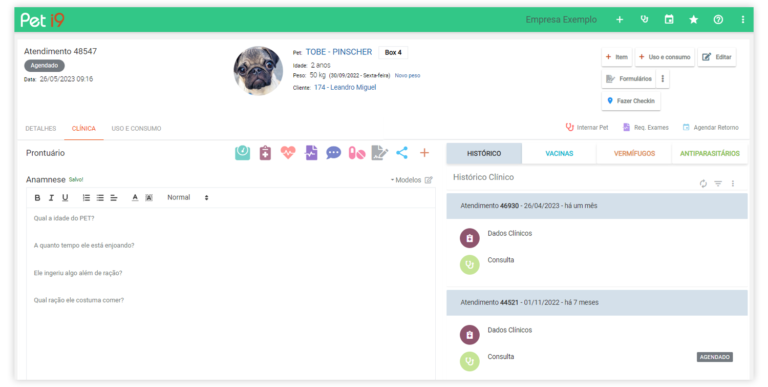 Pet i9
Empresa Exemplo
Atendimento 48547
Agendado
Data: 26/05/2023 09:16
Pet: TOBE - PINSCHER Box 4
Idade: 2 anos
Peso: 50 kg (30/09/2022 - Sexta-feira) Novo peso
Cliente: 174 - Leandro Miguel
+ Item + Uso e consumo Editar
Formulários
Fazer Checkin
DETALHES CLÍNICA USO E CONSUMO
Internar Pet Req. Exames Agendar Retorno
Prontuário
HISTÓRICO VACINAS VERMÍFUGOS ANTIPARASITÁRIOS
Anamnese Salvo!
Modelos
Histórico Clínico
B I U A A Normal
Qual a idade do PET?
A quanto tempo ele está enjoando?
Ele ingeriu algo além de ração?
Qual ração ele costuma comer?
Atendimento 46930 - 26/04/2023 - há um mês
Dados Clínicos
Consulta
Atendimento 44521 - 01/11/2022 - há 7 meses
Dados Clínicos
Consulta
AGENDADO